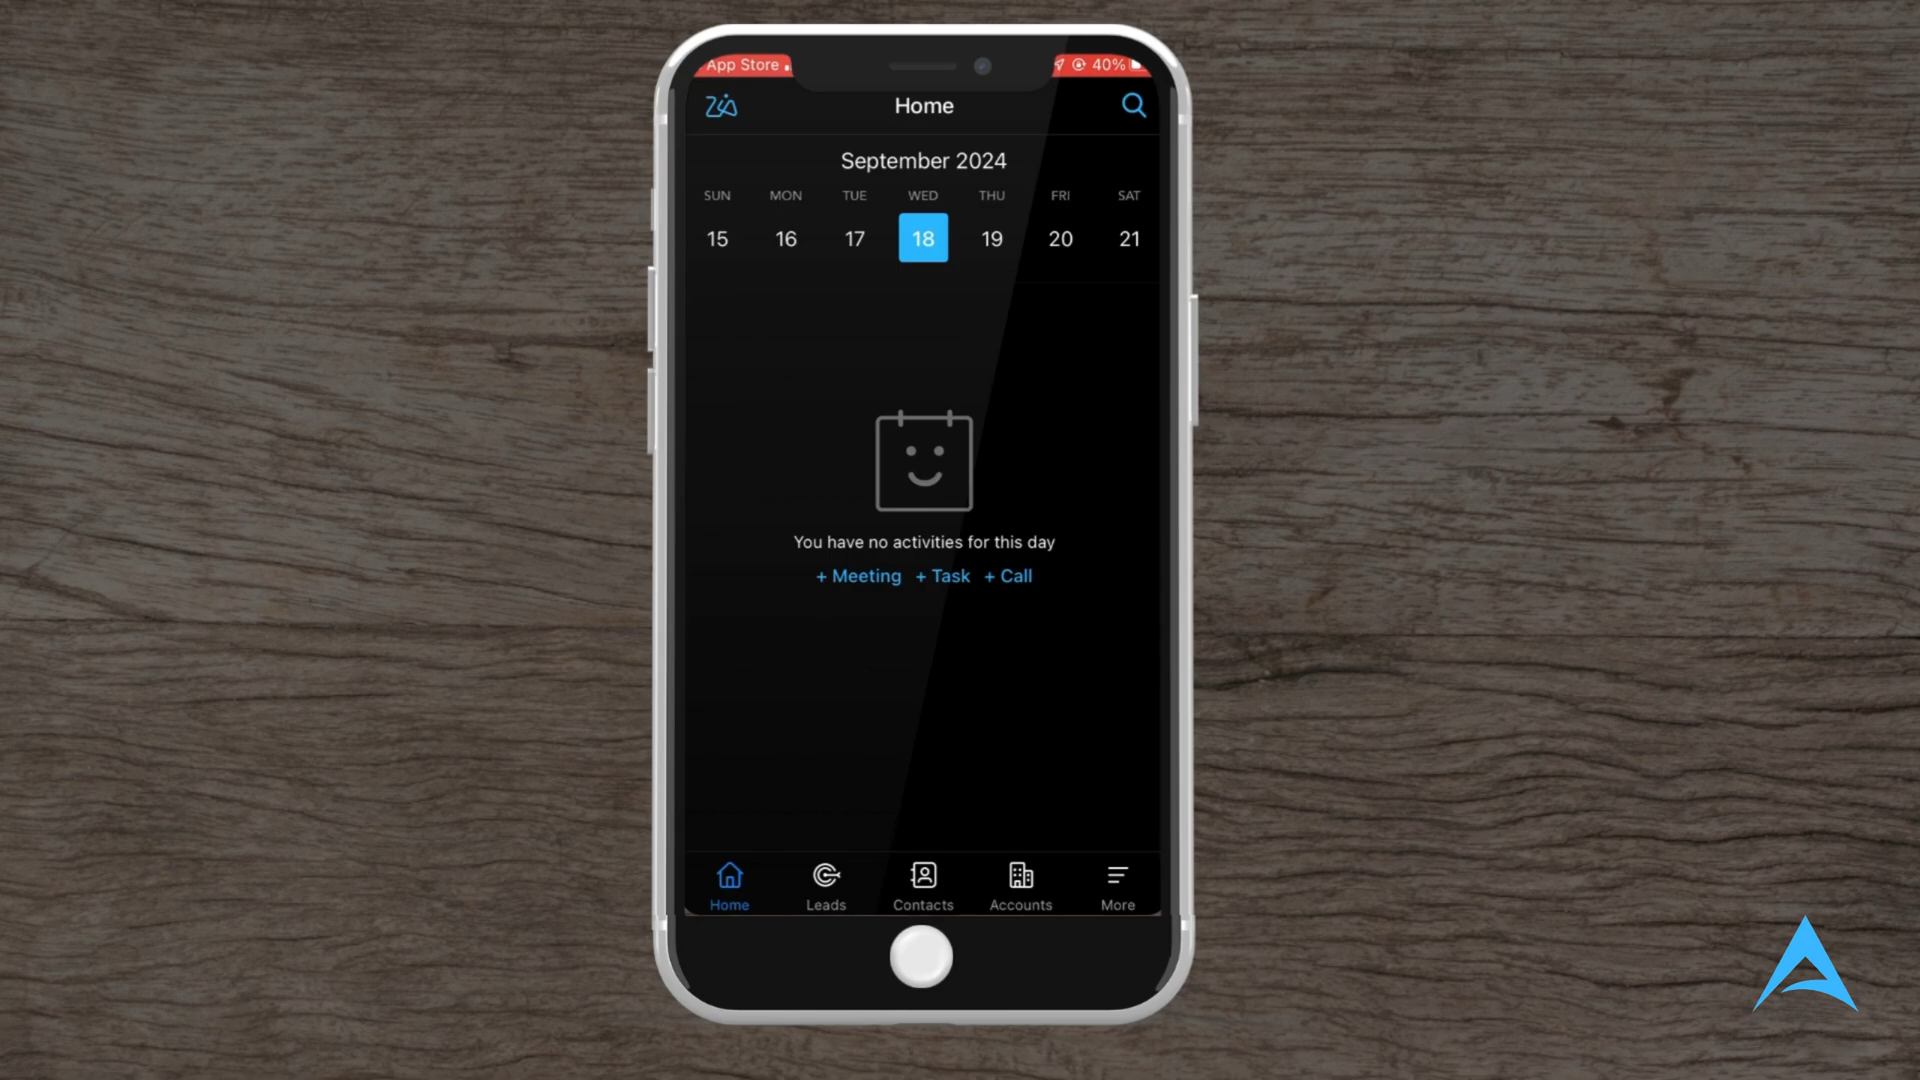 App Store
40%
Zia
Home
September 2024
SUN MON TUE WED THU FRI SAT
15 16 17 18 19 20 21
You have no activities for this day
+ Meeting + Task + Call
Home Leads Contacts Accounts More